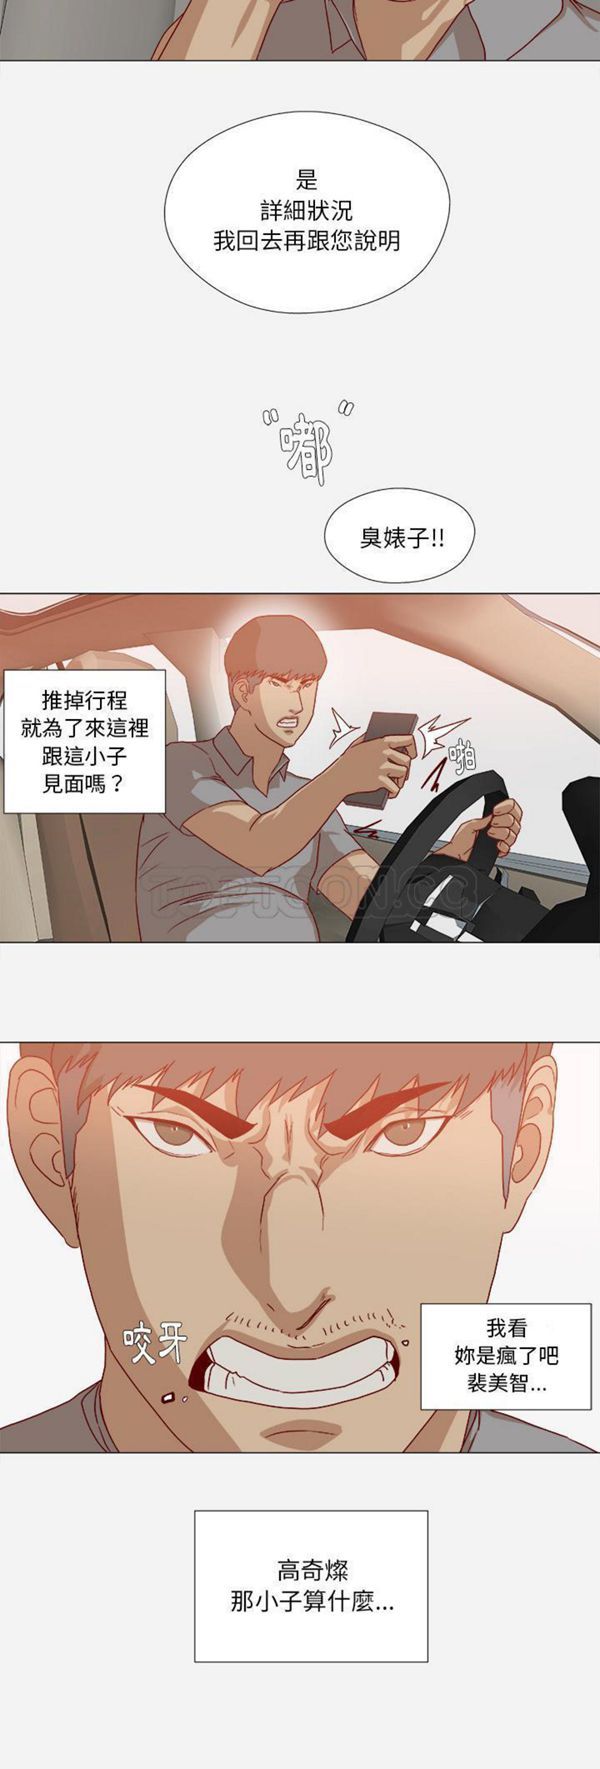 是
詳細狀況
我回去再跟您說明
"嘟"
臭婊子!!
推掉行程
就為了來這裡
跟這小子
見面嗎？
啪
TOPTOON.CC
咬牙
我看
妳是瘋了吧
裴美智...
高奇燦
那小子算什麼...